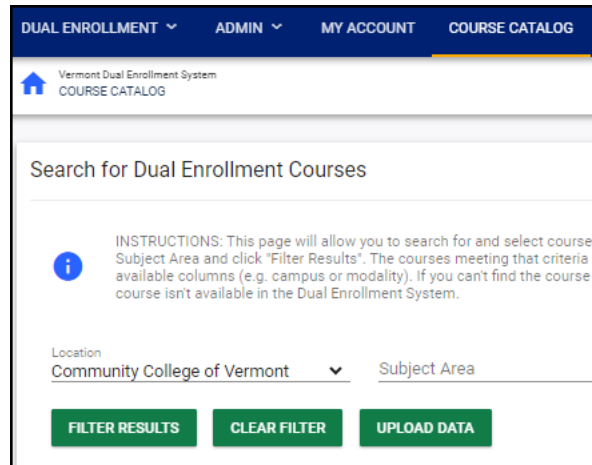 DUAL ENROLLMENT ADMIN MY ACCOUNT COURSE CATALOG
Vermont Dual Enrollment System
COURSE CATALOG
Search for Dual Enrollment Courses
INSTRUCTIONS: This page will allow you to search for and select course
Subject Area and click "Filter Results". The courses meeting that criteria
available columns (e.g. campus or modality). If you can't find the course
course isn't available in the Dual Enrollment System.
Location
Community College of Vermont Subject Area
FILTER RESULTS CLEAR FILTER UPLOAD DATA